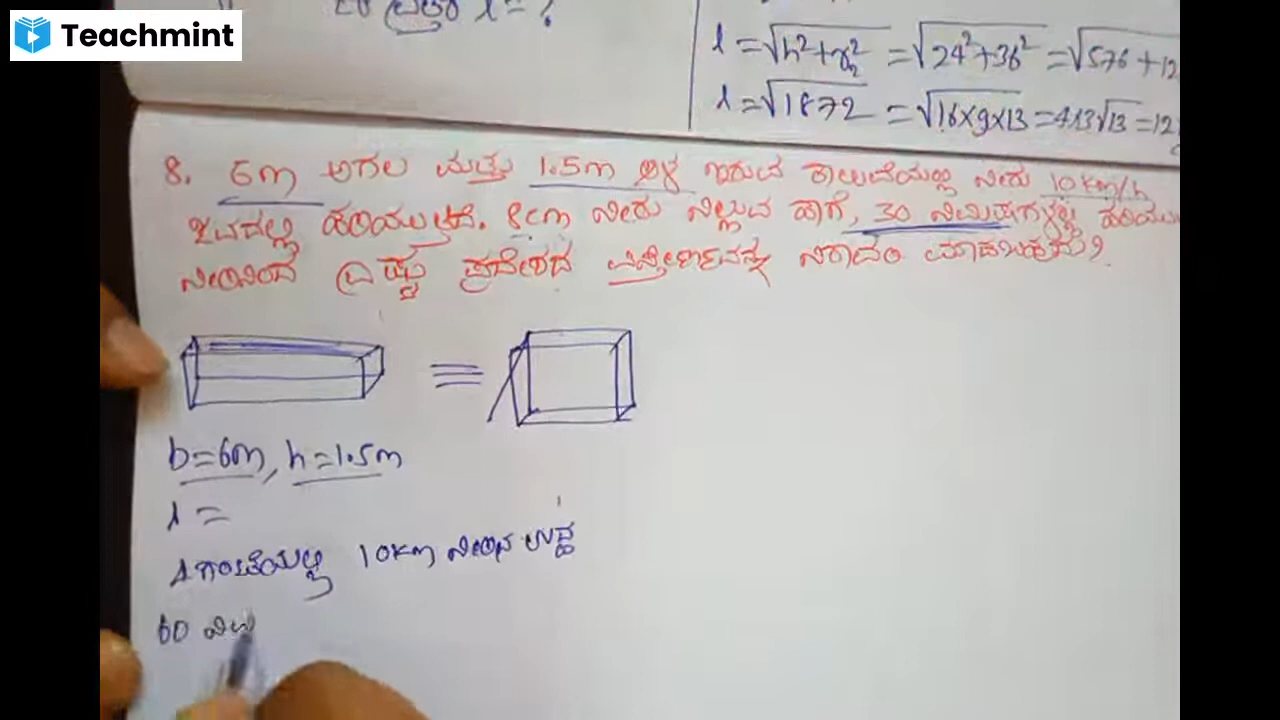 Teachmint
l = ?
l = √h²+r² = √24²+36² = √576 + 12
l = √1872 = √16×9×13 = 4×3√13 = 12
8. 6m ಅಗಲ ಮತ್ತು 1.5m ಆಳ ಇರುವ ಕಾಲುವೆಯಲ್ಲಿ ನೀರು 10km/h
ಜವದಲ್ಲಿ ಹರಿಯುತ್ತಿದೆ. 8cm ನೀರು ನಿಲ್ಲುವ ಹಾಗೆ, 30 ನಿಮಿಷಗಳಲ್ಲಿ ಹರಿಯುವ
ನೀರಿನಿಂದ ಎಷ್ಟು ಪ್ರದೇಶದ ವಿಸ್ತೀರ್ಣವನ್ನು ನೀರಾವರಿ ಮಾಡಬಹುದು?
b=6m, h=1.5m
l =
1 ಗಂಟೆಯಲ್ಲಿ 10km ನೀರಿನ ಉದ್ದ
60 ನಿಮಿ